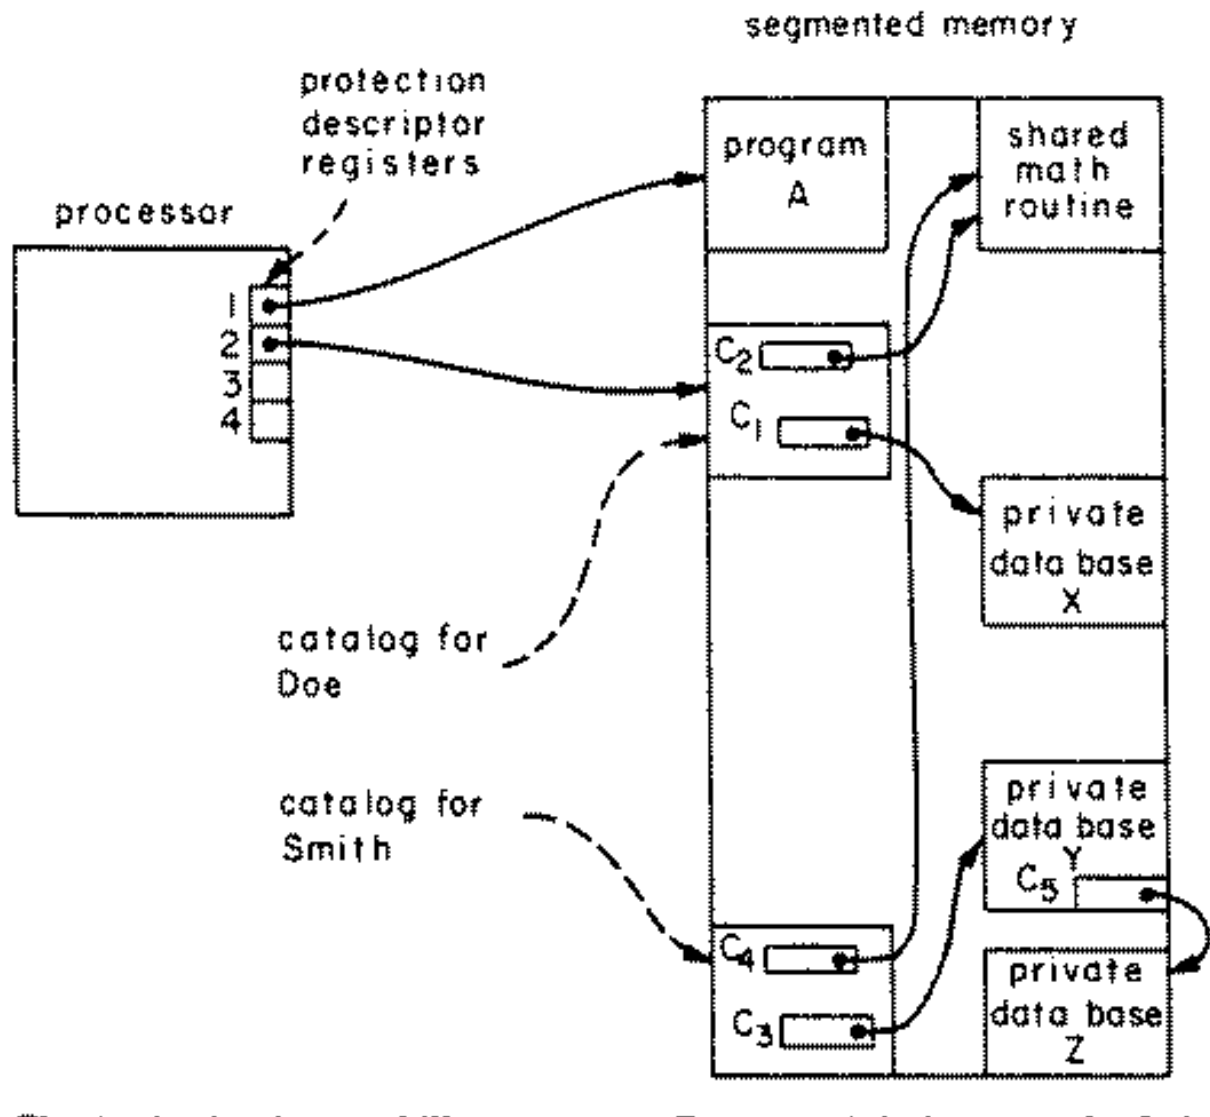 segmented memory
protection
descriptor
registers
processor
1
2
3
4
program
A
shared
math
routine
C2
C1
private
data base
X
catalog for
Doe
catalog for
Smith
private
data base
Y
C5
C4
C3
private
data base
Z